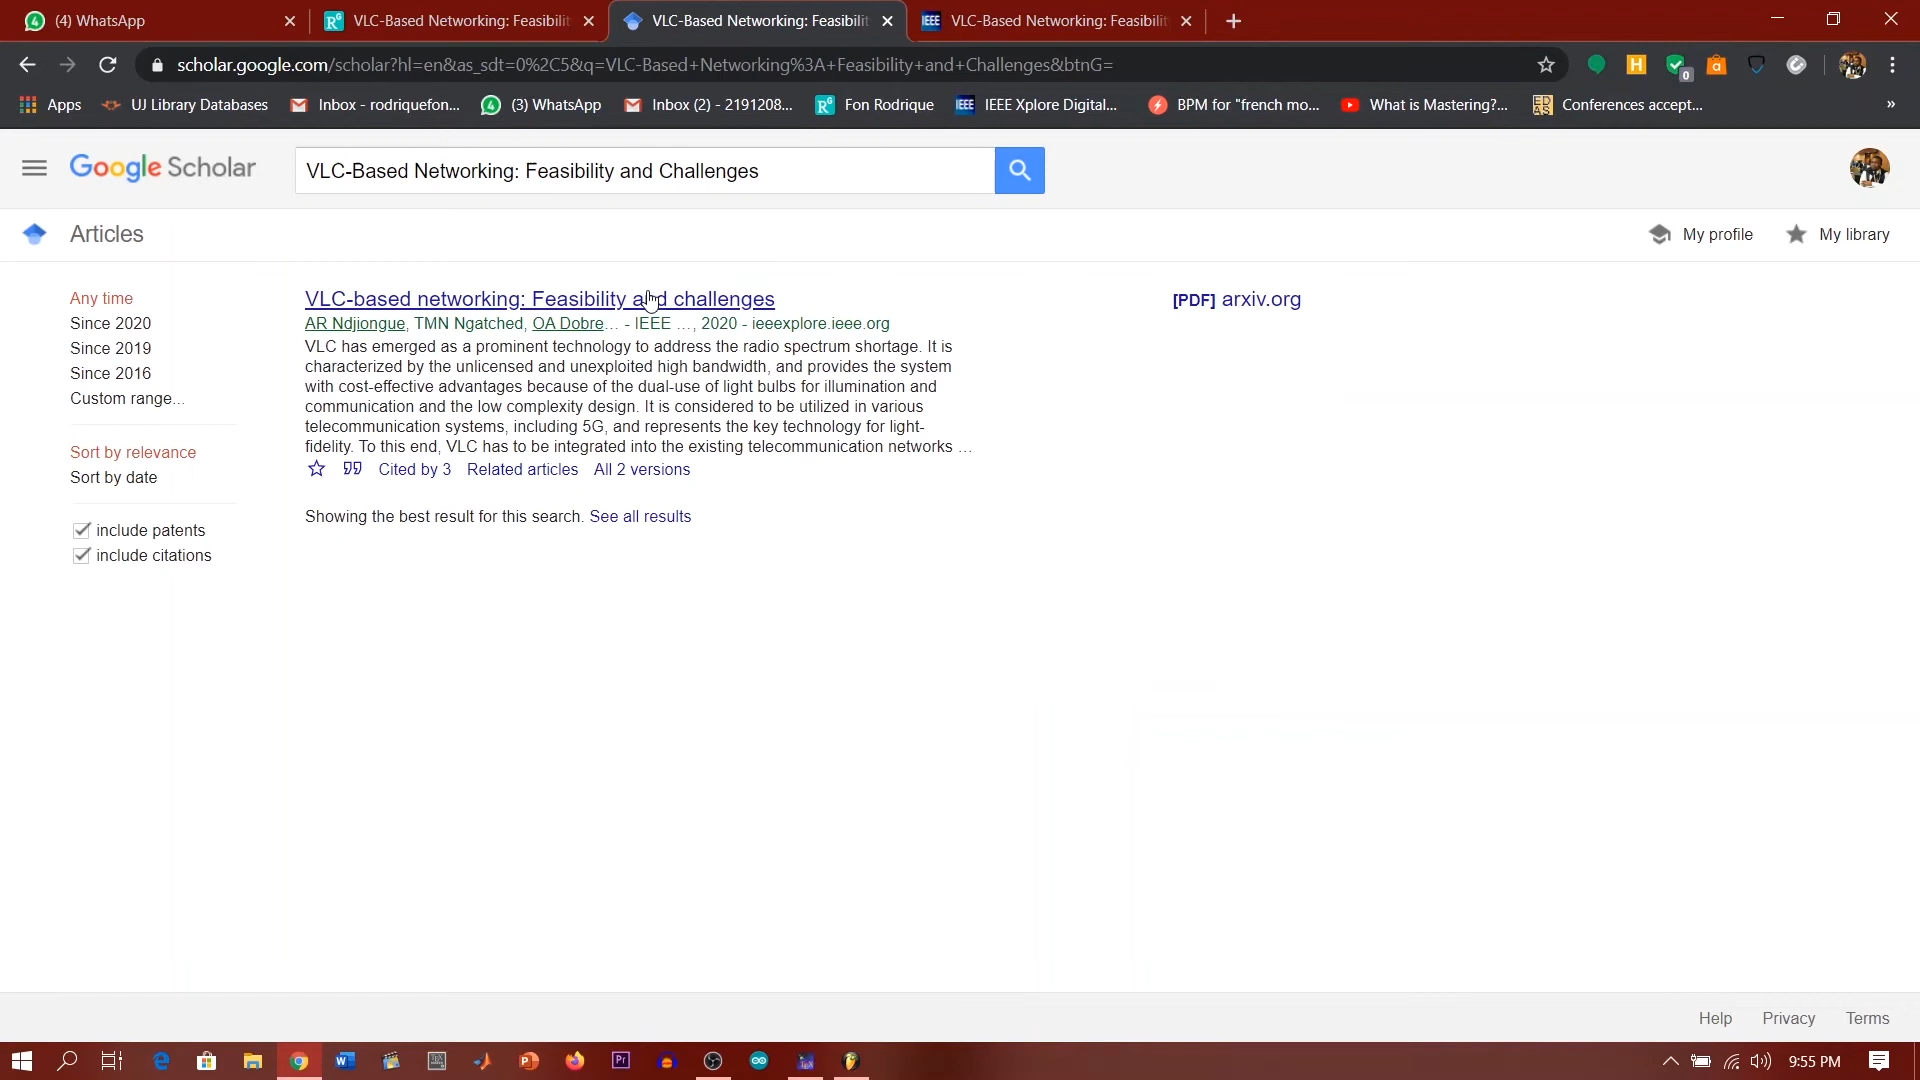 (4) WhatsApp
VLC-Based Networking: Feasibilit
VLC-Based Networking: Feasibilit
VLC-Based Networking: Feasibilit
scholar.google.com/scholar?hl=en&as_sdt=0%2C5&q=VLC-Based+Networking%3A+Feasibility+and+Challenges&btnG=
Apps
UJ Library Databases
Inbox - rodriquefon...
(3) WhatsApp
Inbox (2) - 2191208...
Fon Rodrique
IEEE Xplore Digital...
BPM for "french mo...
What is Mastering?...
Conferences accept...
»
Google Scholar
VLC-Based Networking: Feasibility and Challenges
Articles
My profile
My library
Any time
Since 2020
Since 2019
Since 2016
Custom range...
Sort by relevance
Sort by date
include patents
include citations
VLC-based networking: Feasibility and challenges
AR Ndjiongue, TMN Ngatched, OA Dobre… - IEEE …, 2020 - ieeexplore.ieee.org
VLC has emerged as a prominent technology to address the radio spectrum shortage. It is
characterized by the unlicensed and unexploited high bandwidth, and provides the system
with cost-effective advantages because of the dual-use of light bulbs for illumination and
communication and the low complexity design. It is considered to be utilized in various
telecommunication systems, including 5G, and represents the key technology for light-
fidelity. To this end, VLC has to be integrated into the existing telecommunication networks …
Cited by 3 Related articles All 2 versions
Showing the best result for this search. See all results
[PDF] arxiv.org
Help
Privacy
Terms
9:55 PM